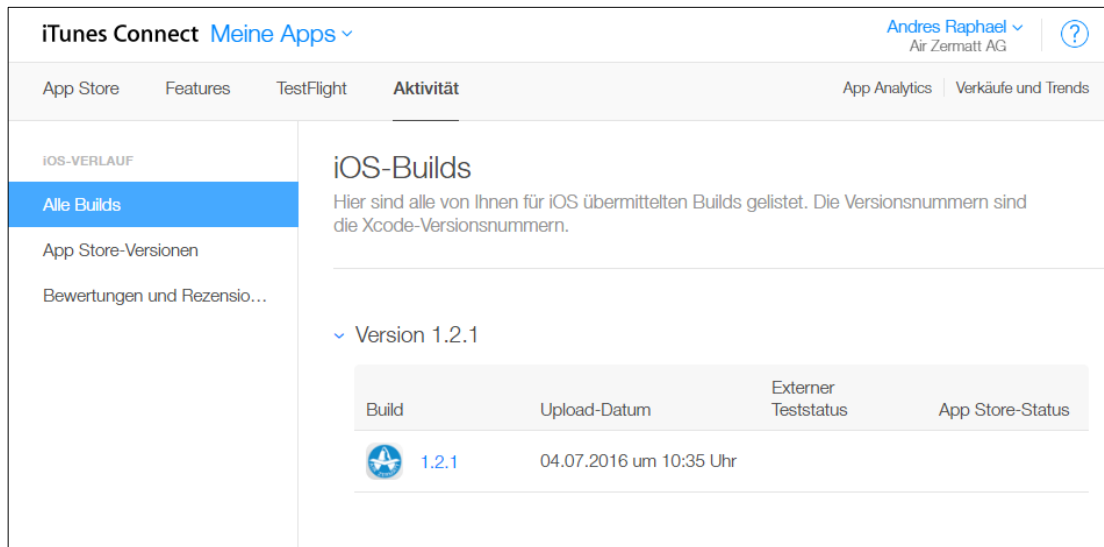 iTunes Connect Meine Apps
Andres Raphael
Air Zermatt AG
?
App Store Features TestFlight Aktivität App Analytics Verkäufe und Trends
iOS-VERLAUF
Alle Builds
App Store-Versionen
Bewertungen und Rezensio…
iOS-Builds
Hier sind alle von Ihnen für iOS übermittelten Builds gelistet. Die Versionsnummern sind
die Xcode-Versionsnummern.
Version 1.2.1
Build Upload-Datum Externer Teststatus App Store-Status
1.2.1 04.07.2016 um 10:35 Uhr